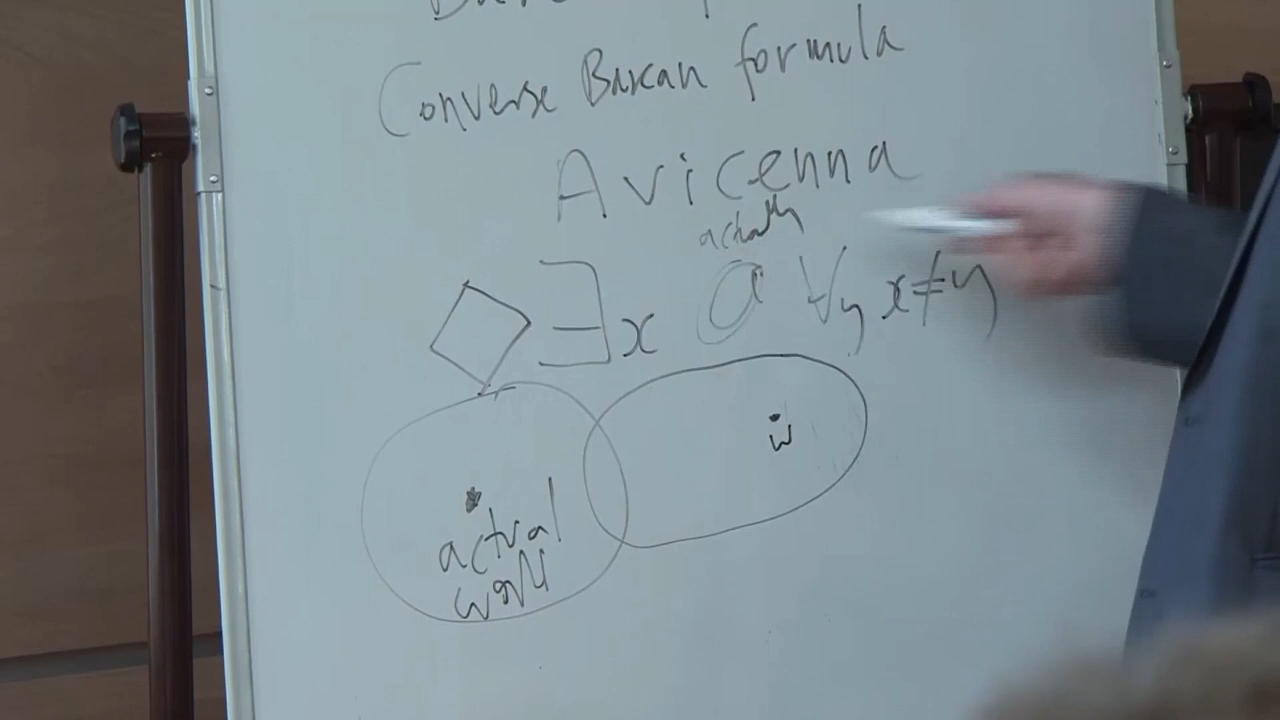 Converse Barcan formula
Avicenna
actually
◇∃x @ ∀y x≠y
w
actual
world